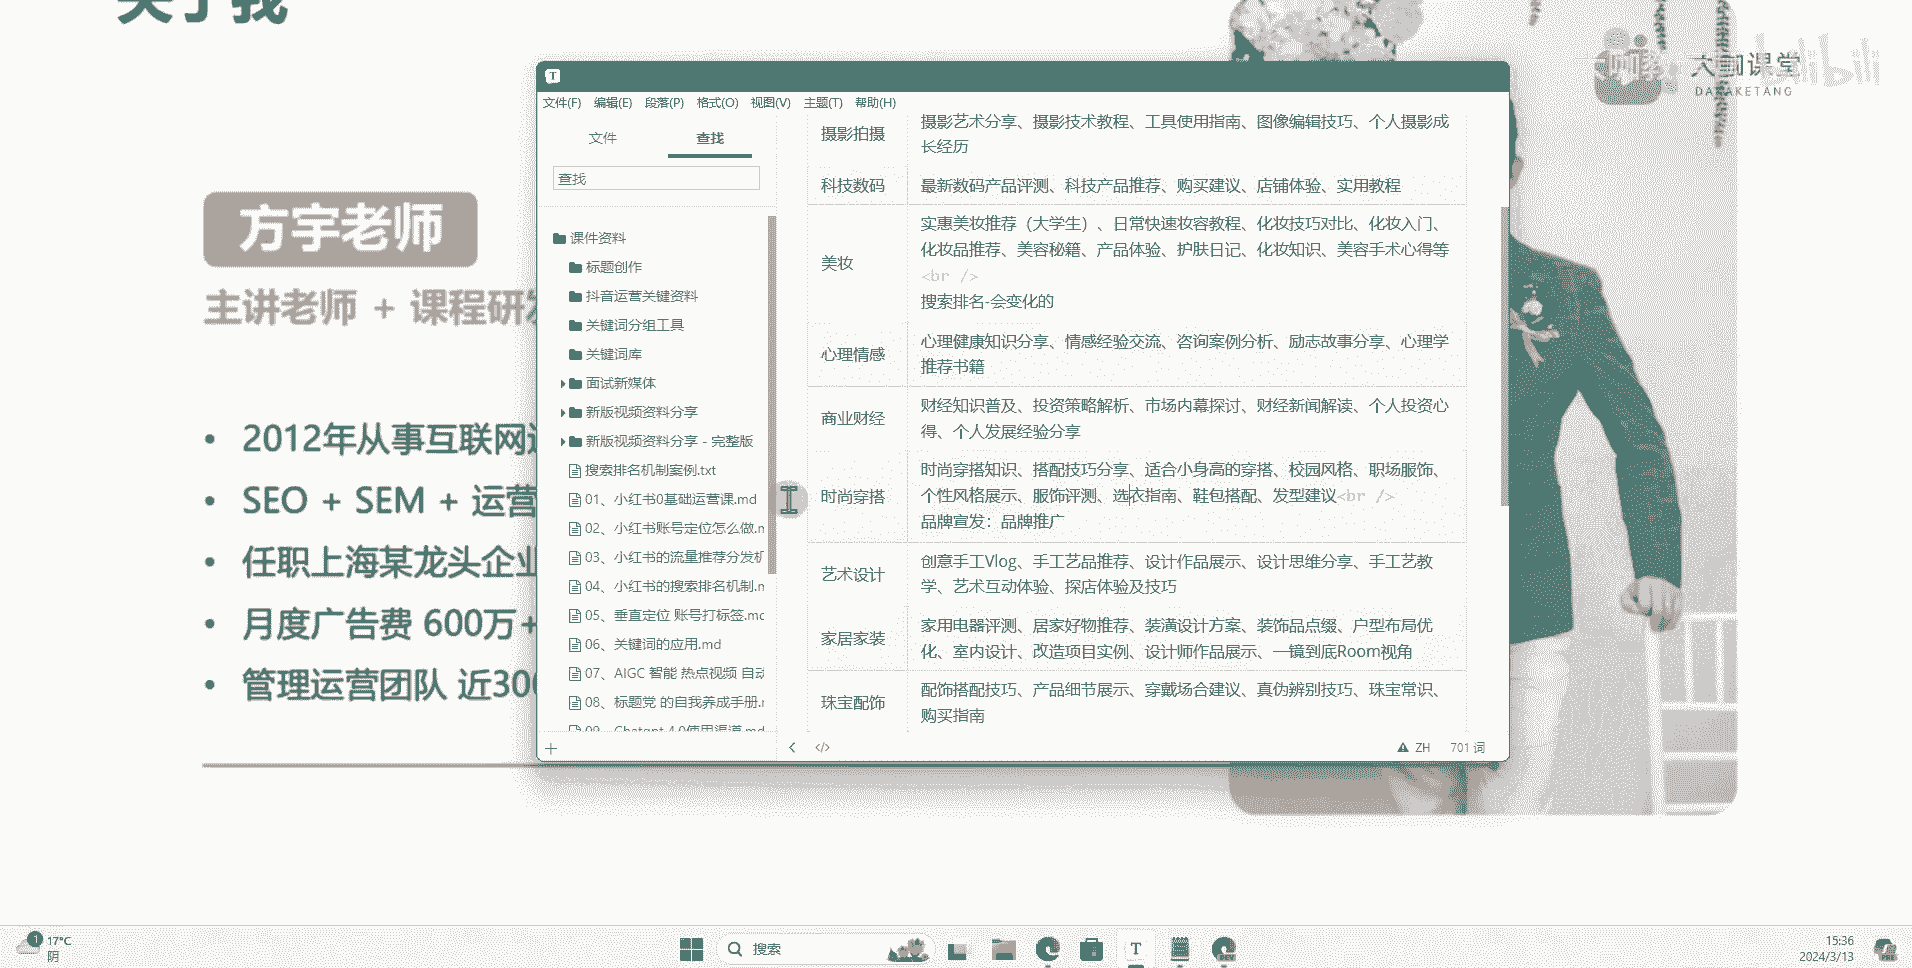 关于我
大咖课堂
DAKAKETANG
bilibili
方宇老师
主讲老师 + 课程研发
2012年从事互联网
SEO + SEM + 运营
任职上海某龙头企业
月度广告费 600万+
管理运营团队 近300
文件(F) 编辑(E) 段落(P) 格式(O) 视图(V) 主题(T) 帮助(H)
文件 查找
查找
课件资料
标题创作
抖音运营关键资料
关键词分组工具
关键词库
面试新媒体
新版视频资料分享
新版视频资料分享 - 完整版
搜索排名机制案例.txt
01、小红书0基础运营课.md
02、小红书账号定位怎么做.m
03、小红书的流量推荐分发机
04、小红书的搜索排名机制.m
05、垂直定位 账号打标签.mc
06、关键词的应用.md
07、AIGC 智能 热点视频 自动
08、标题党 的自我养成手册.r
09、Chatgpt 4.0使用渠道.md
摄影拍摄
摄影艺术分享、摄影技术教程、工具使用指南、图像编辑技巧、个人摄影成
长经历
科技数码
最新数码产品评测、科技产品推荐、购买建议、店铺体验、实用教程
美妆
实惠美妆推荐（大学生）、日常快速妆容教程、化妆技巧对比、化妆入门、
化妆品推荐、美容秘籍、产品体验、护肤日记、化妆知识、美容手术心得等
<br />
搜索排名-会变化的
心理情感
心理健康知识分享、情感经验交流、咨询案例分析、励志故事分享、心理学
推荐书籍
商业财经
财经知识普及、投资策略解析、市场内幕探讨、财经新闻解读、个人投资心
得、个人发展经验分享
时尚穿搭
时尚穿搭知识、搭配技巧分享、适合小身高的穿搭、校园风格、职场服饰、
个性风格展示、服饰评测、选衣指南、鞋包搭配、发型建议<br />
品牌宣发：品牌推广
艺术设计
创意手工Vlog、手工艺品推荐、设计作品展示、设计思维分享、手工艺教
学、艺术互动体验、探店体验及技巧
家居家装
家用电器评测、居家好物推荐、装潢设计方案、装饰品点缀、户型布局优
化、室内设计、改造项目实例、设计师作品展示、一镜到底Room视角
珠宝配饰
配饰搭配技巧、产品细节展示、穿戴场合建议、真伪辨别技巧、珠宝常识、
购买指南
ZH 701 词
1
17°C
阴
搜索
15:36
2024/3/13